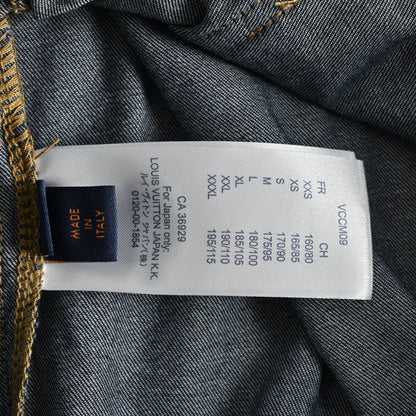 VCCM09
FR CH
XXS 160/80
XS 165/85
S 170/90
M 175/95
L 180/100
XL 185/105
XXL 190/110
XXXL 195/115
CA 36929
For Japan only:
LOUIS VUITTON JAPAN K.K.
ルイ・ヴィトン ジャパン(株)
0120-00-1854
MADE
IN
ITALY